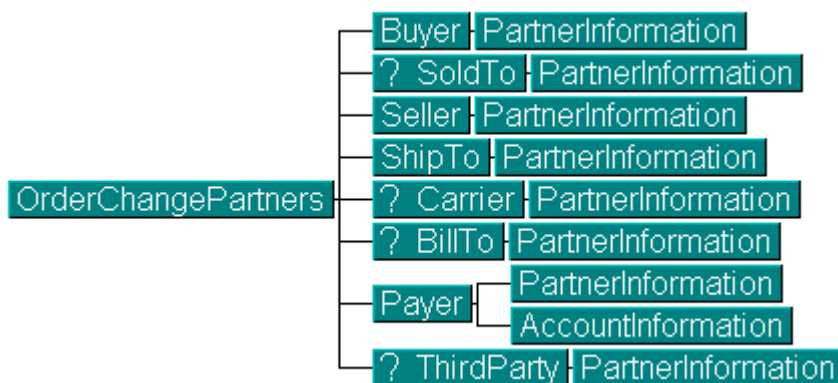 Buyer PartnerInformation
? SoldTo PartnerInformation
Seller PartnerInformation
ShipTo PartnerInformation
OrderChangePartners
? Carrier PartnerInformation
? BillTo PartnerInformation
PartnerInformation
Payer
AccountInformation
? ThirdParty PartnerInformation